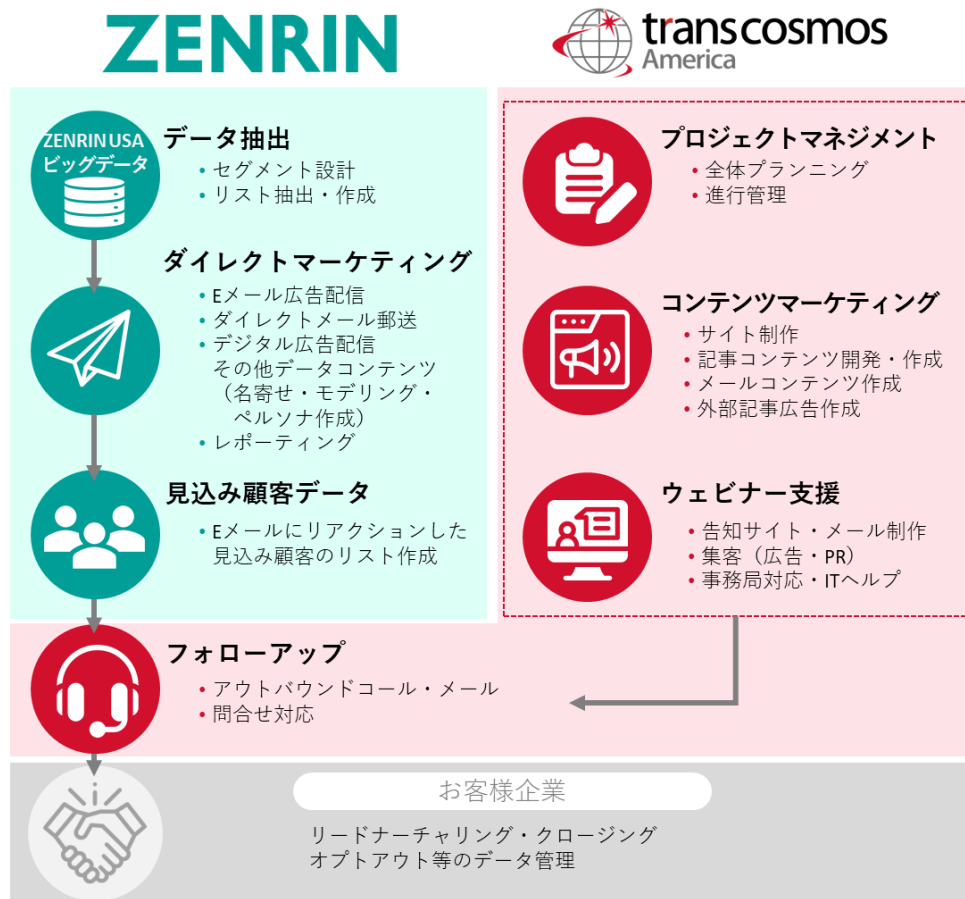 ZENRIN
transcosmos
America
ZENRIN USA
ビッグデータ
データ抽出
• セグメント設計
• リスト抽出・作成
ダイレクトマーケティング
• Eメール広告配信
• ダイレクトメール郵送
• デジタル広告配信
その他データコンテンツ
（名寄せ・モデリング・
ペルソナ作成）
• レポーティング
見込み顧客データ
• Eメールにリアクションした
見込み顧客のリスト作成
プロジェクトマネジメント
• 全体プランニング
• 進行管理
コンテンツマーケティング
• サイト制作
• 記事コンテンツ開発・作成
• メールコンテンツ作成
• 外部記事広告作成
ウェビナー支援
• 告知サイト・メール制作
• 集客（広告・PR）
• 事務局対応・ITヘルプ
フォローアップ
• アウトバウンドコール・メール
• 問合せ対応
お客様企業
リードナーチャリング・クロージング
オプトアウト等のデータ管理